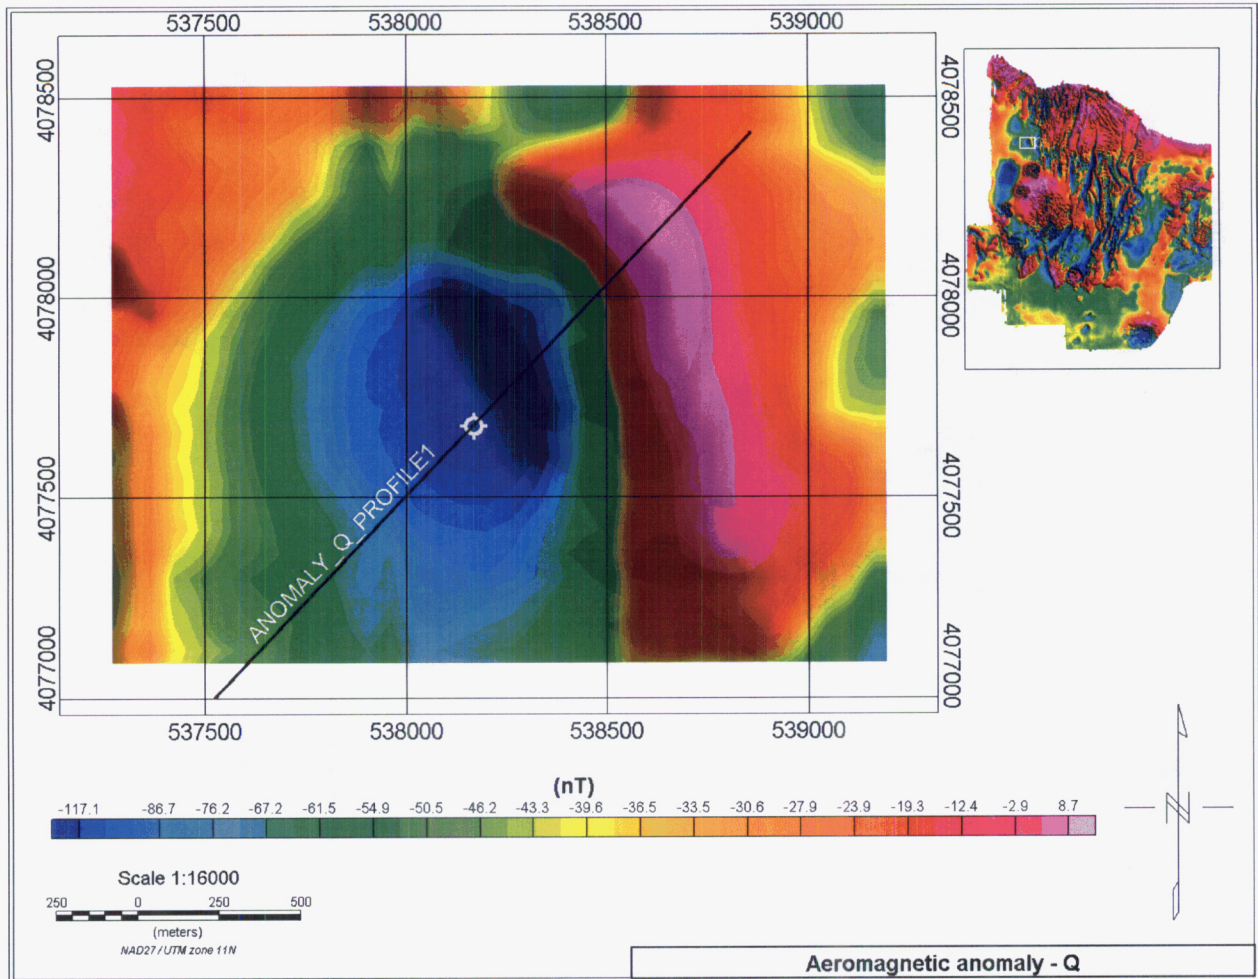 537500 538000 538500 539000
4078500 4078500
4078000 4078000
4077500 4077500
4077000 4077000
ANOMALY_Q_PROFILE1
537500 538000 538500 539000
(nT)
-117.1 -86.7 -76.2 -67.2 -61.5 -54.9 -50.5 -46.2 -43.3 -39.6 -36.5 -33.5 -30.6 -27.9 -23.9 -19.3 -12.4 -2.9 8.7
Scale 1:16000
250 0 250 500
(meters)
NAD27 / UTM zone 11N
N
Aeromagnetic anomaly - Q